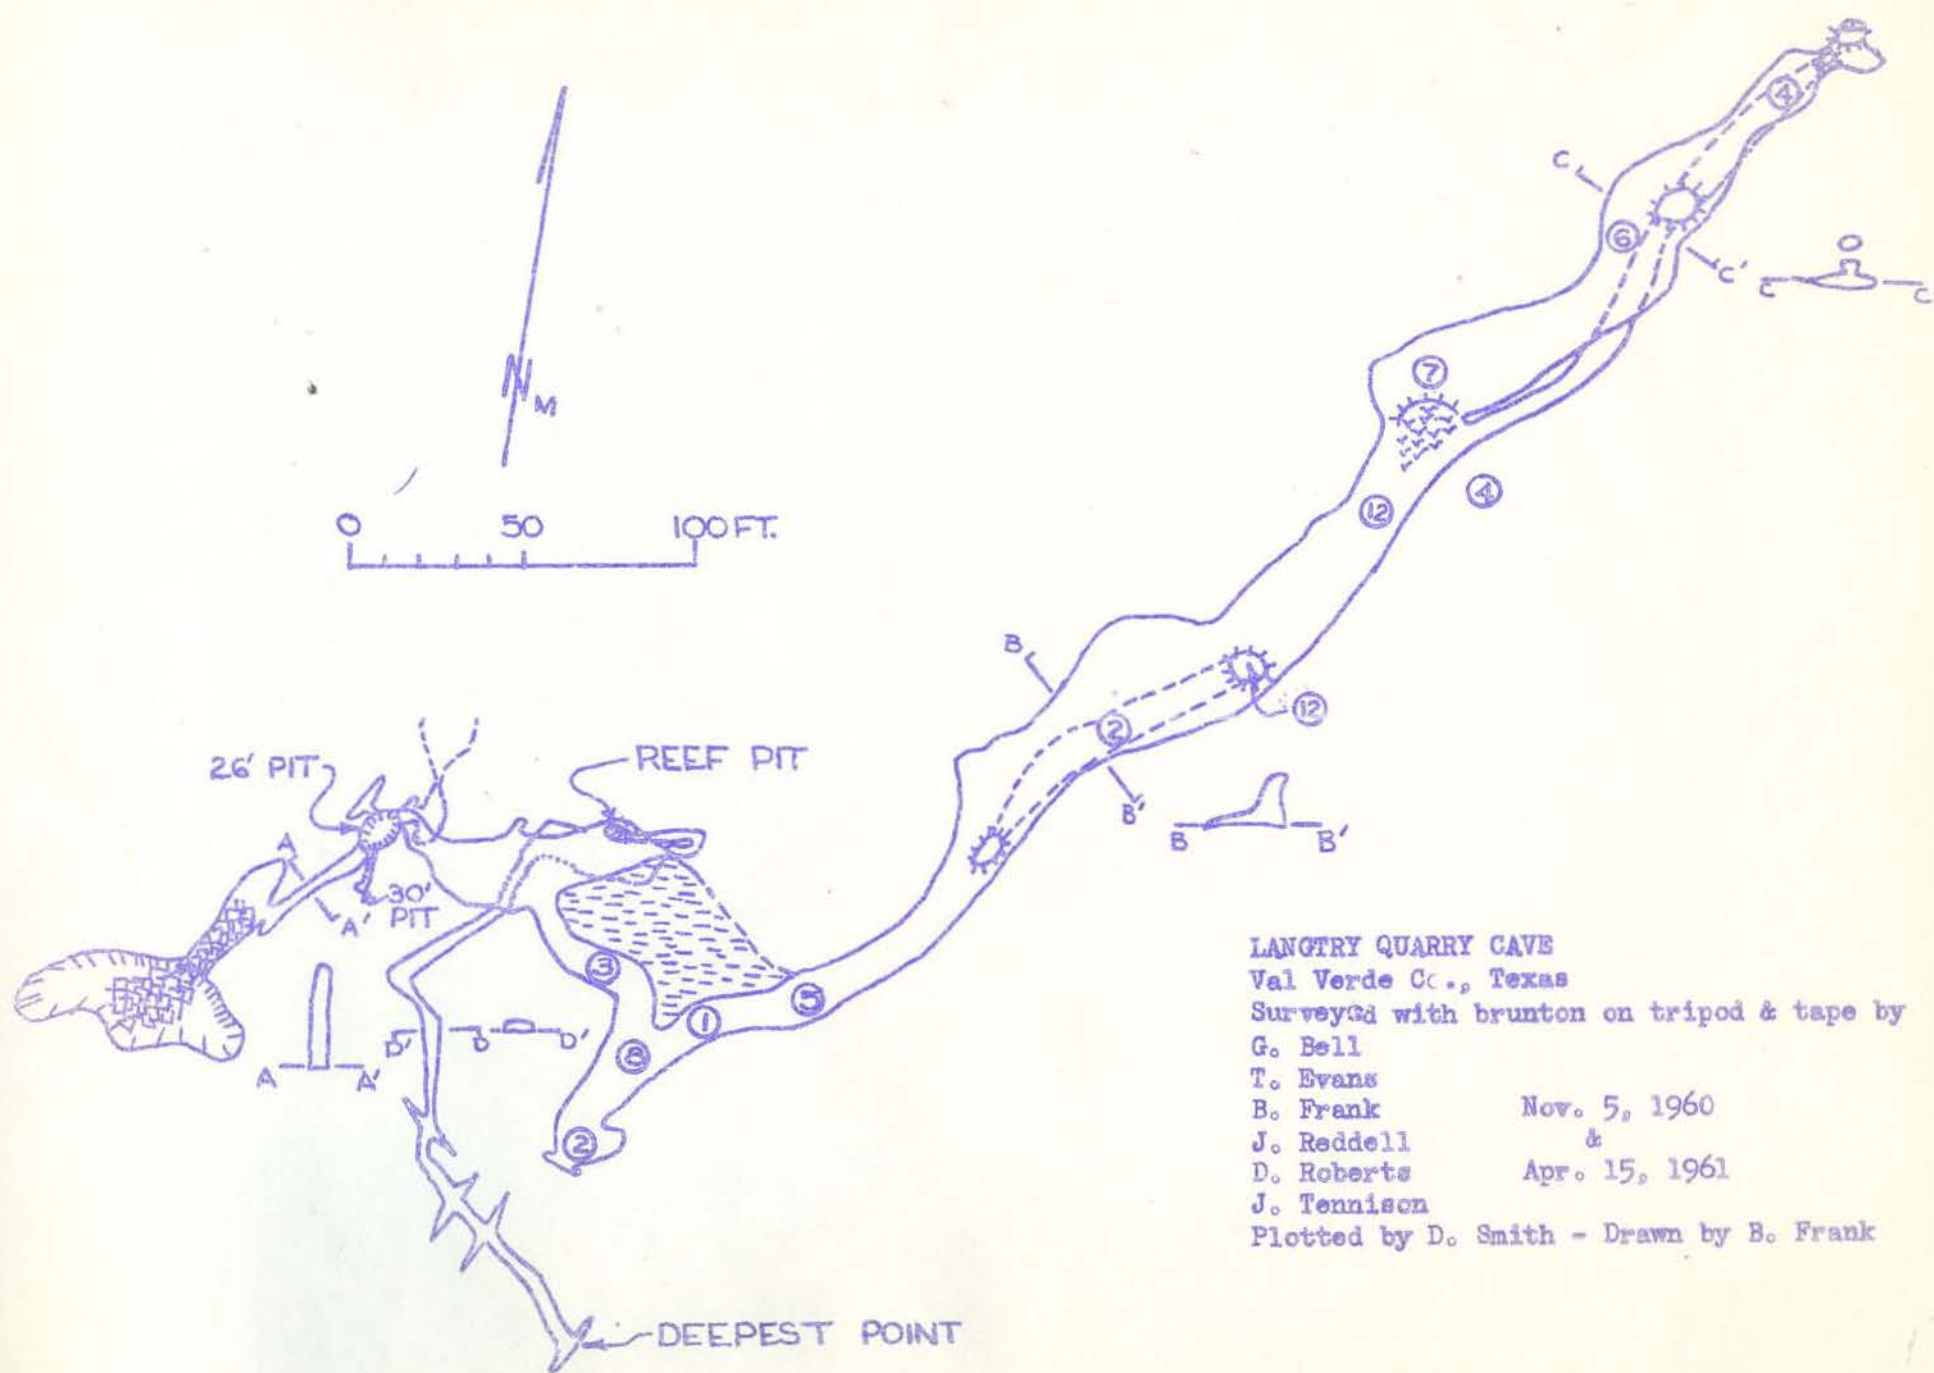 4
C
6
C'
C
C
7
N
M
12
4
0 50 100 FT.
B
2
12
26' PIT
REEF PIT
B'
B
B'
A
30'
PIT
A'
3
5
1
8
D'
D
D'
A
A'
2
LANGTRY QUARRY CAVE
Val Verde Co., Texas
Surveyed with brunton on tripod & tape by
G. Bell
T. Evans
B. Frank Nov. 5, 1960
J. Reddell &
D. Roberts Apr. 15, 1961
J. Tennison
Plotted by D. Smith - Drawn by B. Frank
DEEPEST POINT